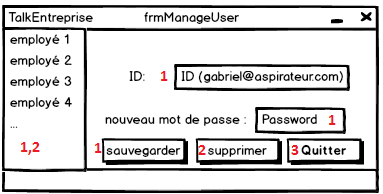 TalkEntreprise frmManageUser
employé 1
employé 2
employé 3
employé 4
...
1,2
ID: 1 ID (gabriel@aspirateur.com)
nouveau mot de passe : Password 1
1 sauvegarder 2 supprimer 3 Quitter